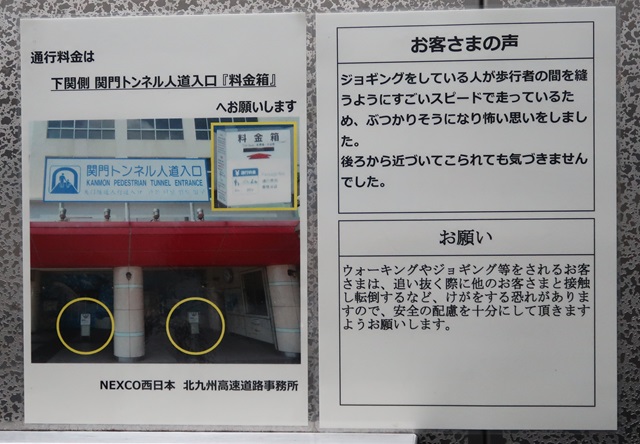 通行料金は
下関側 関門トンネル人道入口『料金箱』
へお願いします
料金箱
関門トンネル人道入口
KANMON PEDESTRIAN TUNNEL ENTRANCE
NEXCO西日本 北九州高速道路事務所
お客さまの声
ジョギングをしている人が歩行者の間を縫
うようにすごいスピードで走っているた
め、ぶつかりそうになり怖い思いをしまし
た。
後ろから近づいてこられても気づきません
でした。
お願い
ウォーキングやジョギング等をされるお客
さまは、追い抜く際に他のお客さまと接触
し転倒するなど、けがをする恐れがありま
すので、安全の配慮を十分にして頂きます
ようお願いします。